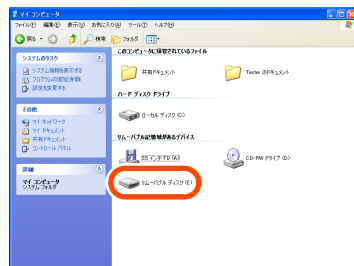 マイ コンピュータ
ファイル(F) 編集(E) 表示(V) お気に入り(A) ツール(T) ヘルプ(H)
戻る 検索 フォルダ
システムのタスク
システム情報を表示する
プログラムの追加と削除
設定を変更する
その他
マイ ネットワーク
マイ ドキュメント
共有ドキュメント
コントロール パネル
詳細
マイ コンピュータ
システム フォルダ
このコンピュータに保管されているファイル
共有ドキュメント
Tester のドキュメント
ハード ディスク ドライブ
ローカル ディスク (C:)
リムーバブル記憶域があるデバイス
3.5 インチ FD (A:)
CD-RW ドライブ (D:)
リムーバブル ディスク (E:)